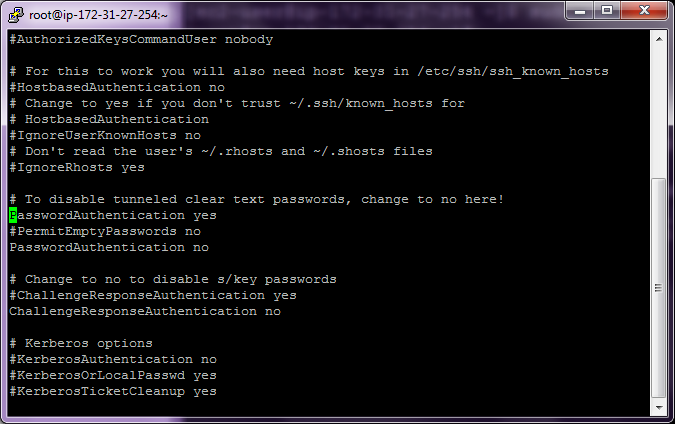 root@ip-172-31-27-254:~
#AuthorizedKeysCommandUser nobody
# For this to work you will also need host keys in /etc/ssh/ssh_known_hosts
#HostbasedAuthentication no
# Change to yes if you don't trust ~/.ssh/known_hosts for
# HostbasedAuthentication
#IgnoreUserKnownHosts no
# Don't read the user's ~/.rhosts and ~/.shosts files
#IgnoreRhosts yes
# To disable tunneled clear text passwords, change to no here!
PasswordAuthentication yes
#PermitEmptyPasswords no
PasswordAuthentication no
# Change to no to disable s/key passwords
#ChallengeResponseAuthentication yes
ChallengeResponseAuthentication no
# Kerberos options
#KerberosAuthentication no
#KerberosOrLocalPasswd yes
#KerberosTicketCleanup yes